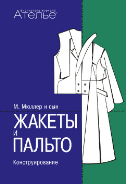 Ателье
М. Мюллер и сын
ЖАКЕТЫ
И
ПАЛЬТО
Конструирование